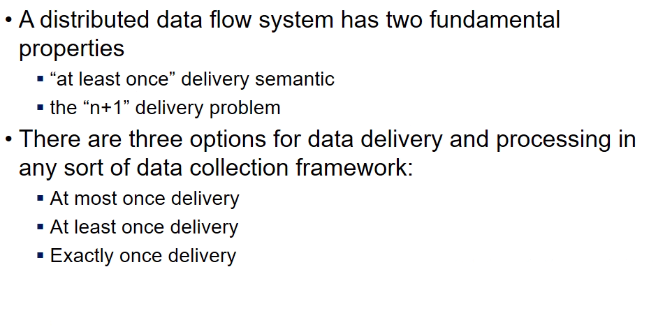 • A distributed data flow system has two fundamental
properties
▪ “at least once” delivery semantic
▪ the “n+1” delivery problem
• There are three options for data delivery and processing in
any sort of data collection framework:
▪ At most once delivery
▪ At least once delivery
▪ Exactly once delivery